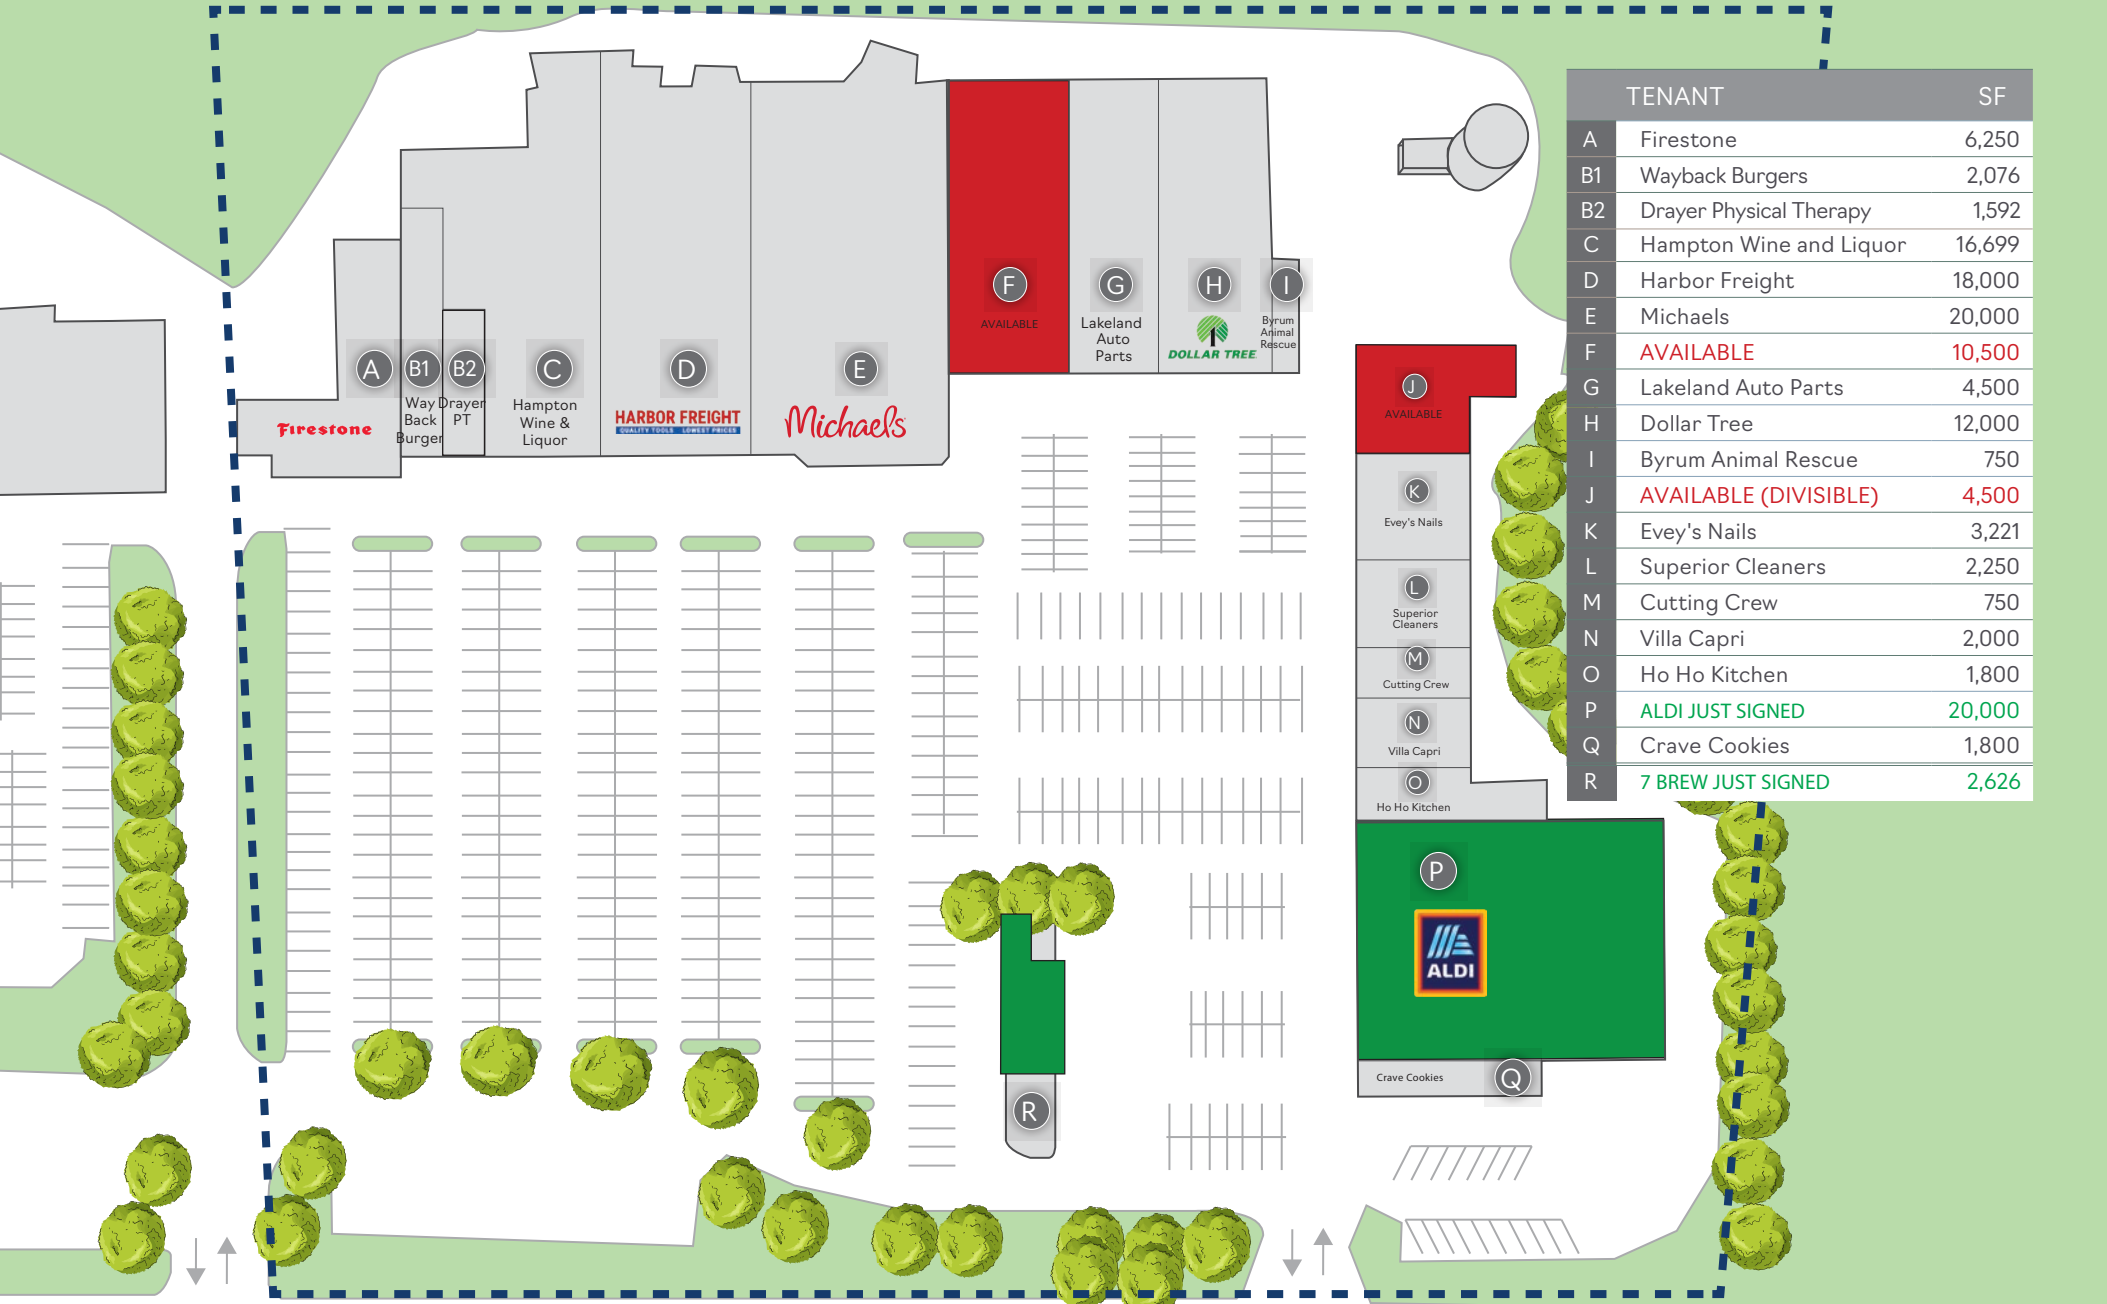 TENANT SF
A Firestone 6,250
B1 Wayback Burgers 2,076
B2 Drayer Physical Therapy 1,592
C Hampton Wine and Liquor 16,699
D Harbor Freight 18,000
E Michaels 20,000
F AVAILABLE 10,500
G Lakeland Auto Parts 4,500
H Dollar Tree 12,000
I Byrum Animal Rescue 750
J AVAILABLE (DIVISIBLE) 4,500
K Evey's Nails 3,221
L Superior Cleaners 2,250
M Cutting Crew 750
N Villa Capri 2,000
O Ho Ho Kitchen 1,800
P ALDI JUST SIGNED 20,000
Q Crave Cookies 1,800
R 7 BREW JUST SIGNED 2,626
A
Firestone
B1
Way
Back
Burger
B2
Drayer
PT
C
Hampton
Wine &
Liquor
D
HARBOR FREIGHT
QUALITY TOOLS LOWEST PRICES
E
Michaels
F
AVAILABLE
G
Lakeland
Auto
Parts
H
DOLLAR TREE
I
Byrum
Animal
Rescue
J
AVAILABLE
K
Evey's Nails
L
Superior
Cleaners
M
Cutting Crew
N
Villa Capri
O
Ho Ho Kitchen
P
ALDI
Crave Cookies
Q
R